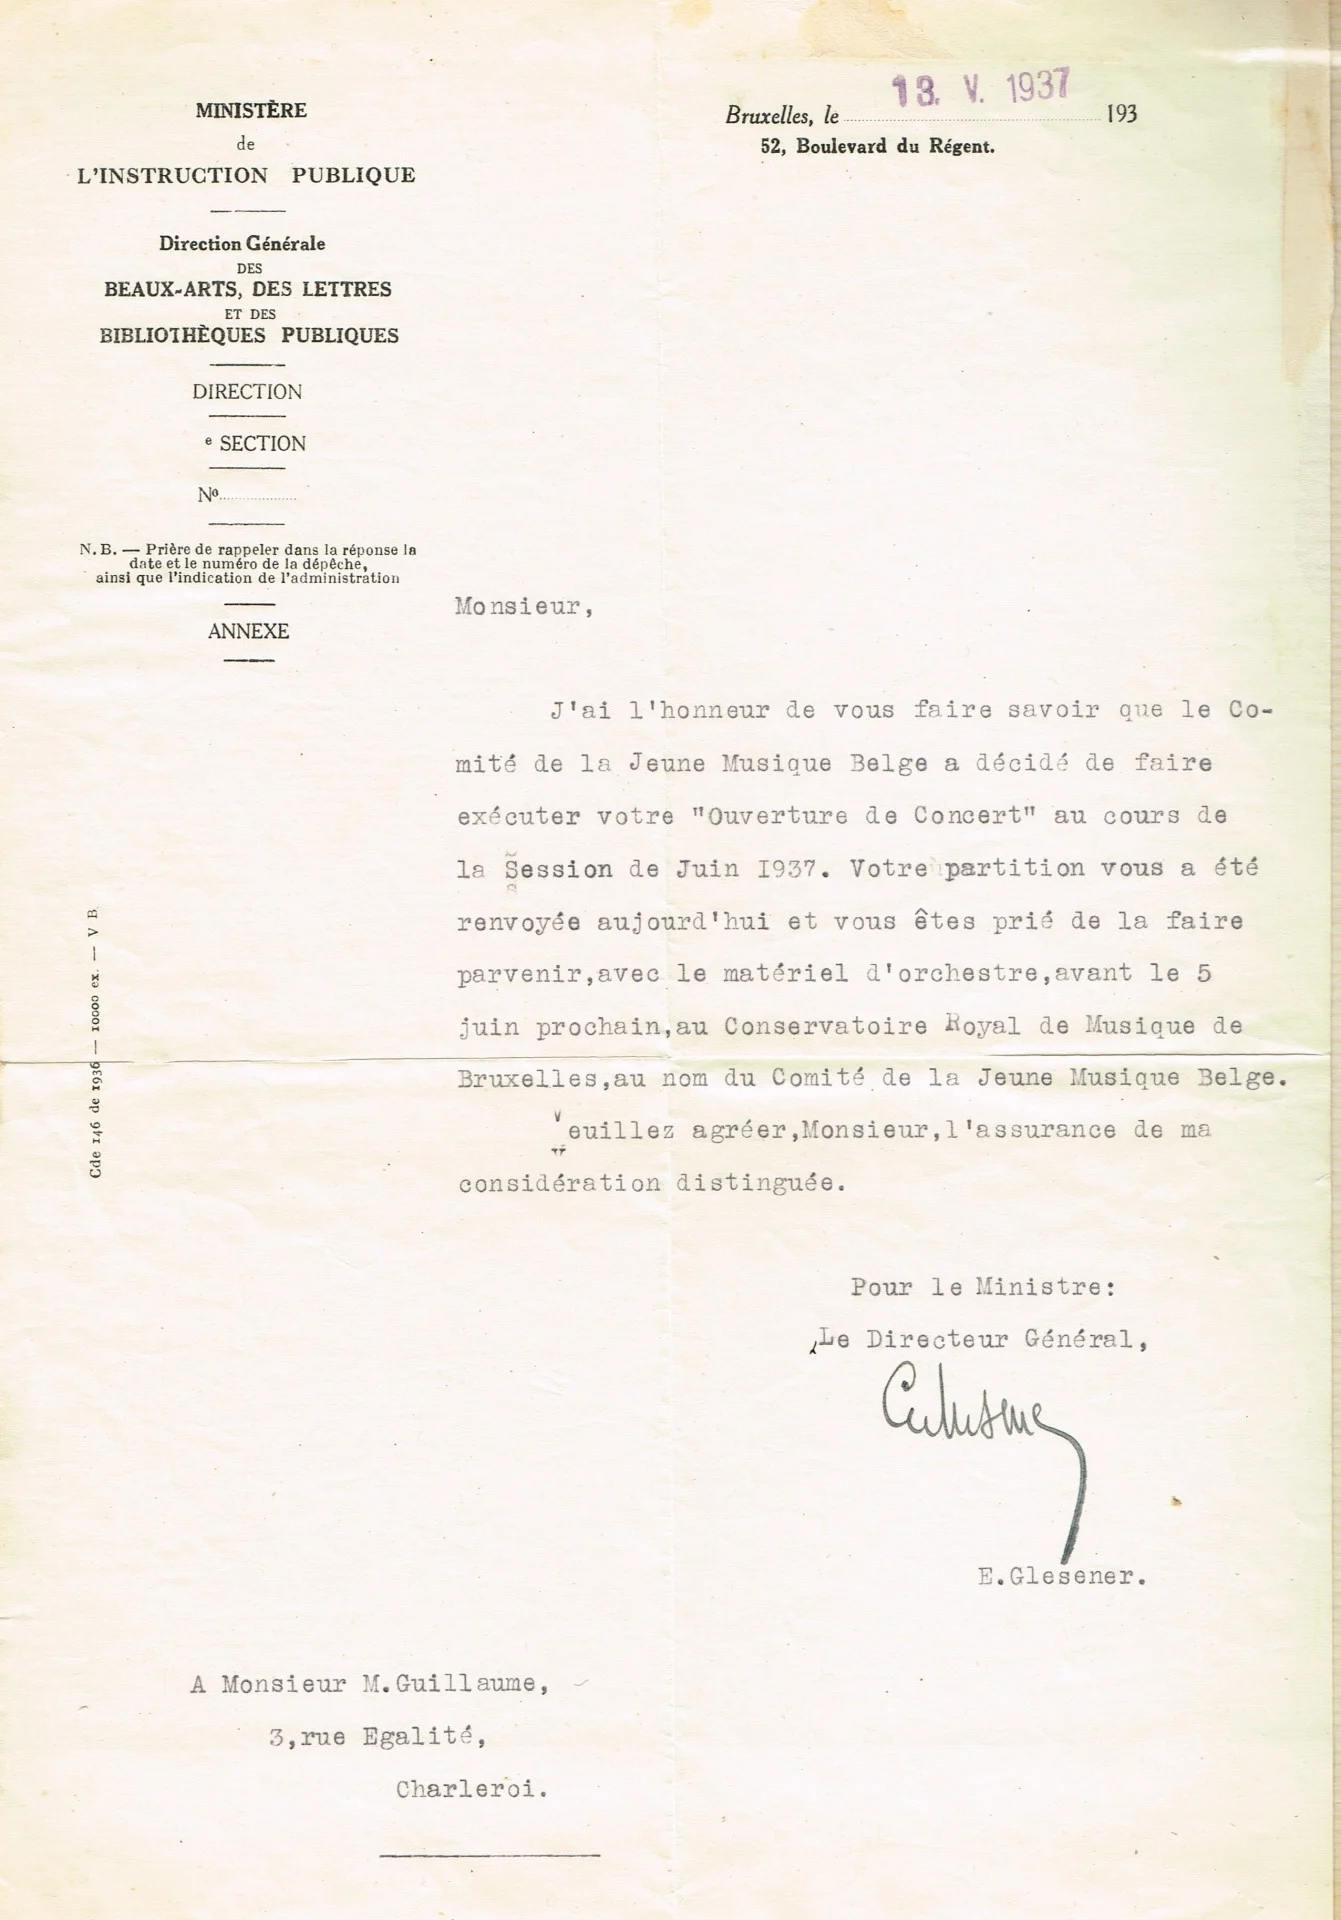 MINISTÈRE
de
L'INSTRUCTION PUBLIQUE
Direction Générale
DES
BEAUX-ARTS, DES LETTRES
ET DES
BIBLIOTHÈQUES PUBLIQUES
DIRECTION
e SECTION
No
N.B. — Prière de rappeler dans la réponse la
date et le numéro de la dépêche,
ainsi que l'indication de l'administration
ANNEXE
13. V. 1937
Bruxelles, le 193
52, Boulevard du Régent.
Monsieur,
J'ai l'honneur de vous faire savoir que le Co-
mité de la Jeune Musique Belge a décidé de faire
exécuter votre "Ouverture de Concert" au cours de
la Session de Juin 1937. Votre partition vous a été
renvoyée aujourd'hui et vous êtes prié de la faire
parvenir,avec le matériel d'orchestre,avant le 5
juin prochain,au Conservatoire Royal de Musique de
Bruxelles,au nom du Comité de la Jeune Musique Belge.
Veuillez agréer,Monsieur,l'assurance de ma
considération distinguée.
Pour le Ministre:
Le Directeur Général,
E.Glesener.
A Monsieur M.Guillaume,
3,rue Egalité,
Charleroi.
Cde 146 de 1936 — 10000 ex. — V B